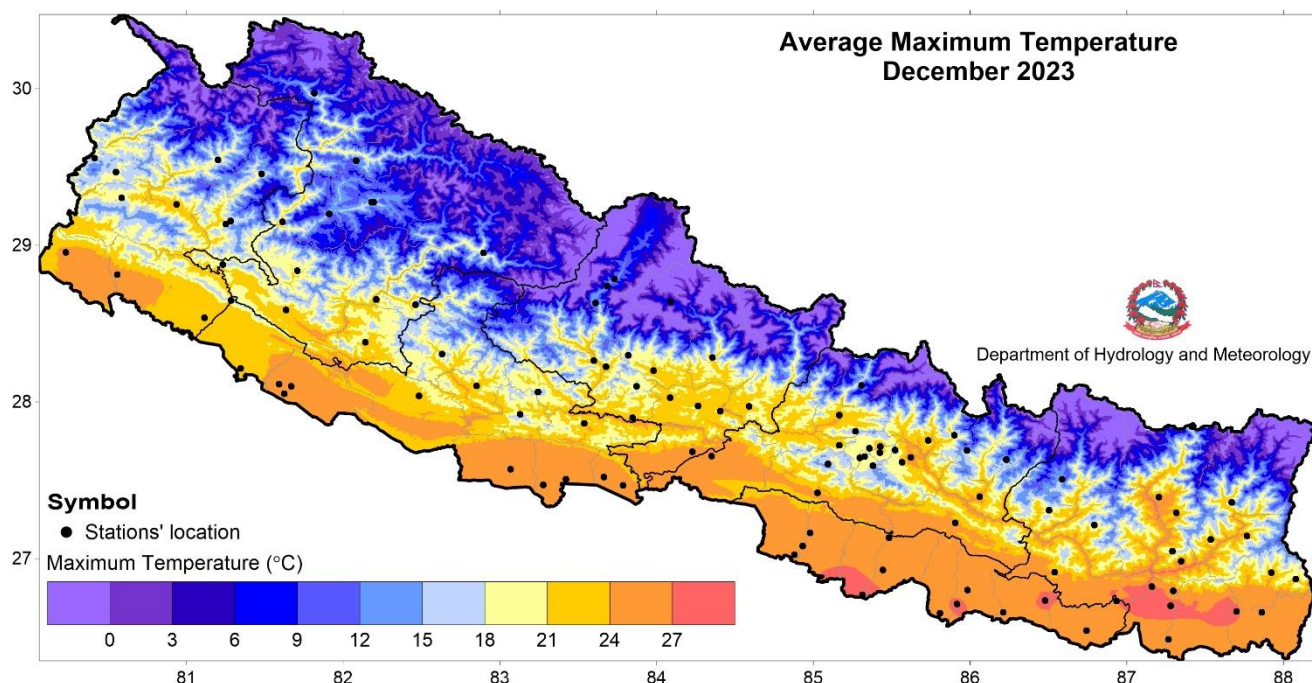 Average Maximum Temperature
December 2023
30
29
28
27
Department of Hydrology and Meteorology
Symbol
Stations' location
Maximum Temperature (°C)
0 3 6 9 12 15 18 21 24 27
81 82 83 84 85 86 87 88